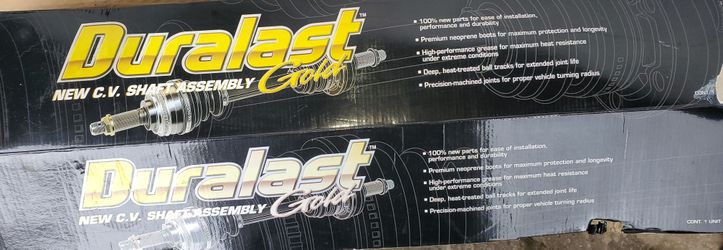 Duralast™
Gold
NEW C.V. SHAFT ASSEMBLY
• 100% new parts for ease of installation,
performance and durability
• Premium neoprene boots for maximum protection and longevity
• High-performance grease for maximum heat resistance
under extreme conditions
• Deep, heat-treated ball tracks for extended joint life
• Precision-machined joints for proper vehicle turning radius
CONT.
Duralast™
Gold
NEW C.V. SHAFT ASSEMBLY
• 100% new parts for ease of installation,
performance and durability
• Premium neoprene boots for maximum protection and longevity
• High-performance grease for maximum heat resistance
under extreme conditions
• Deep, heat-treated ball tracks for extended joint life
• Precision-machined joints for proper vehicle turning radius
CONT. 1 UNIT